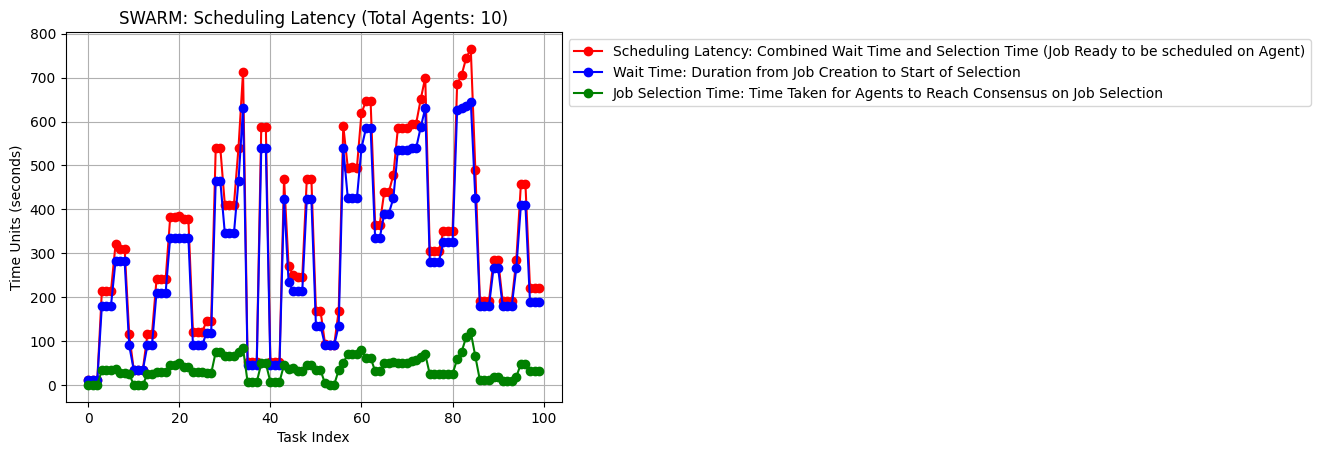 SWARM: Scheduling Latency (Total Agents: 10)
Scheduling Latency: Combined Wait Time and Selection Time (Job Ready to be scheduled on Agent)
Wait Time: Duration from Job Creation to Start of Selection
Job Selection Time: Time Taken for Agents to Reach Consensus on Job Selection
Time Units (seconds)
800
700
600
500
400
300
200
100
0
0 20 40 60 80 100
Task Index